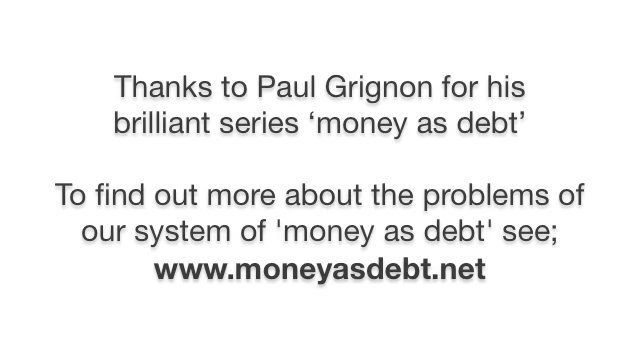 Thanks to Paul Grignon for his
brilliant series ‘money as debt’
To find out more about the problems of
our system of 'money as debt' see;
www.moneyasdebt.net